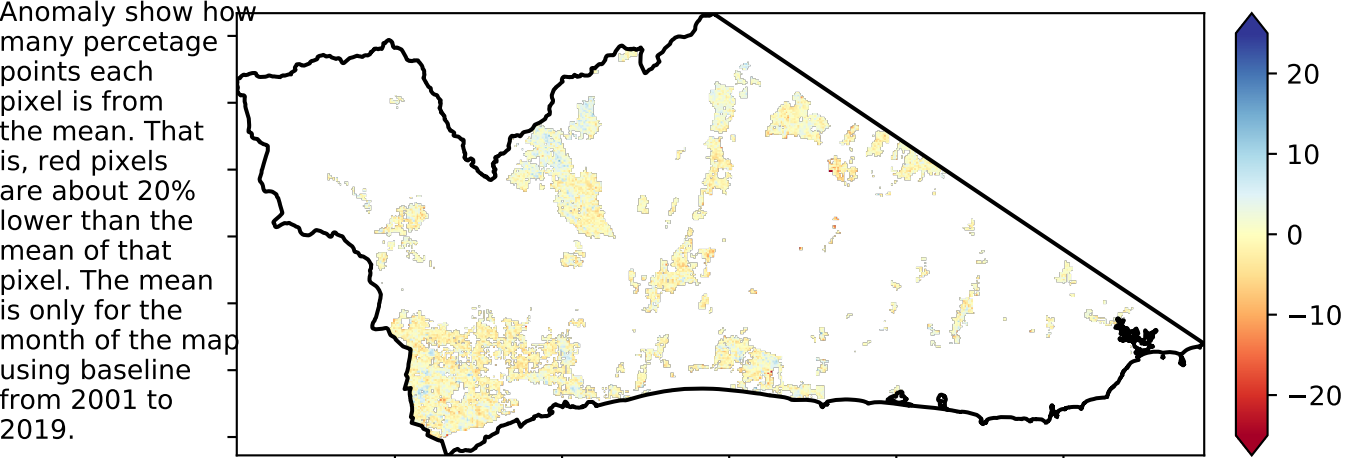 Anomaly show how
many percetage
points each
pixel is from
the mean. That
is, red pixels
are about 20%
lower than the
mean of that
pixel. The mean
is only for the
month of the map
using baseline
from 2001 to
2019.
20
10
0
−10
−20